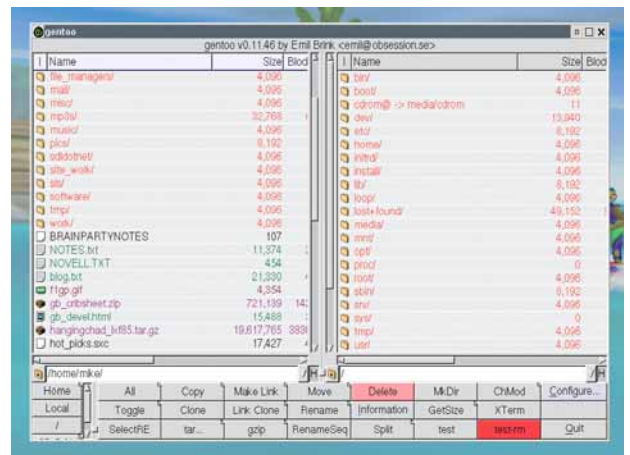 gentoo
gentoo v0.11.46 by Emil Brink <emil@obsession.se>
I Name Size Bloc
file_managers/ 4,096
mail/ 4,096
misc/ 4,096
mp3s/ 32,768
music/ 4,096
pics/ 8,192
sdldotnet/ 4,096
site_work/ 4,096
sls/ 4,096
software/ 4,096
tmp/ 4,096
work/ 4,096
BRAINPARTYNOTES 107
NOTES.txt 11,374
NOVELL.TXT 454
blog.txt 21,330
f1gp.gif 4,354
gb_cribsheet.zip 721,139 142
gb_devel.html 15,488
hangingchad_lxf85.tar.gz 19,617,765 3836
hot_picks.sxc 17,427
/home/mike/
/ H
I Name Size Bloc
bin/ 4,096
boot/ 4,096
cdrom@ -> media/cdrom 11
dev/ 13,940
etc/ 8,192
home/ 4,096
initrd/ 4,096
install/ 4,096
lib/ 8,192
loop/ 4,096
lost+found/ 49,152
media/ 4,096
mnt/ 4,096
opt/ 4,096
proc/ 0
root/ 4,096
sbin/ 8,192
srv/ 4,096
sys/ 0
tmp/ 4,096
usr/ 4,096
/
/ H
Home All Copy Make Link Move Delete MkDir ChMod Configure...
Local Toggle Clone Link Clone Rename Information GetSize XTerm
/ SelectRE tar... gzip RenameSeq Split test test-rm Quit